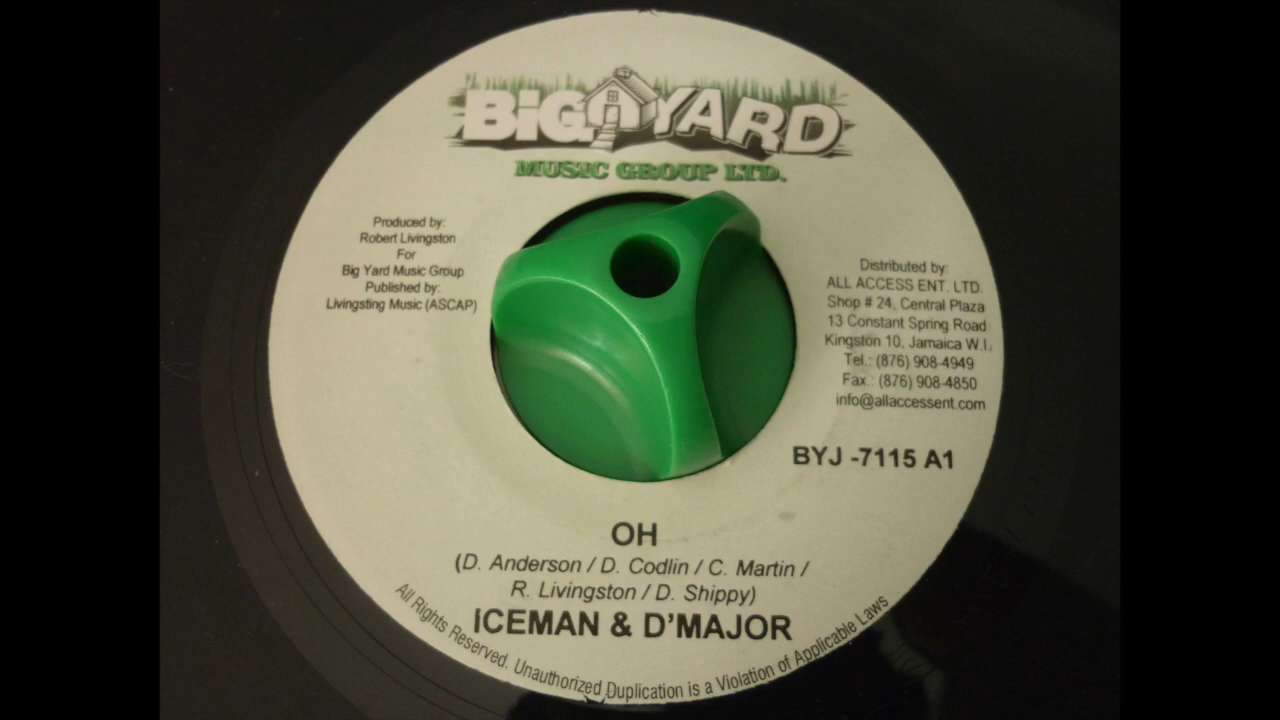 BiG YARD
MUSIC GROUP LTD.
Produced by:
Robert Livingston
For
Big Yard Music Group
Published by:
Livingsting Music (ASCAP)
Distributed by:
ALL ACCESS ENT. LTD.
Shop # 24, Central Plaza
13 Constant Spring Road
Kingston 10, Jamaica W.I.
Tel.: (876) 908-4949
Fax.: (876) 908-4850
info@allaccessent.com
BYJ -7115 A1
OH
(D. Anderson / D. Codlin / C. Martin /
R. Livingston / D. Shippy)
ICEMAN & D'MAJOR
All Rights Reserved. Unauthorized Duplication is a Violation of Applicable Laws